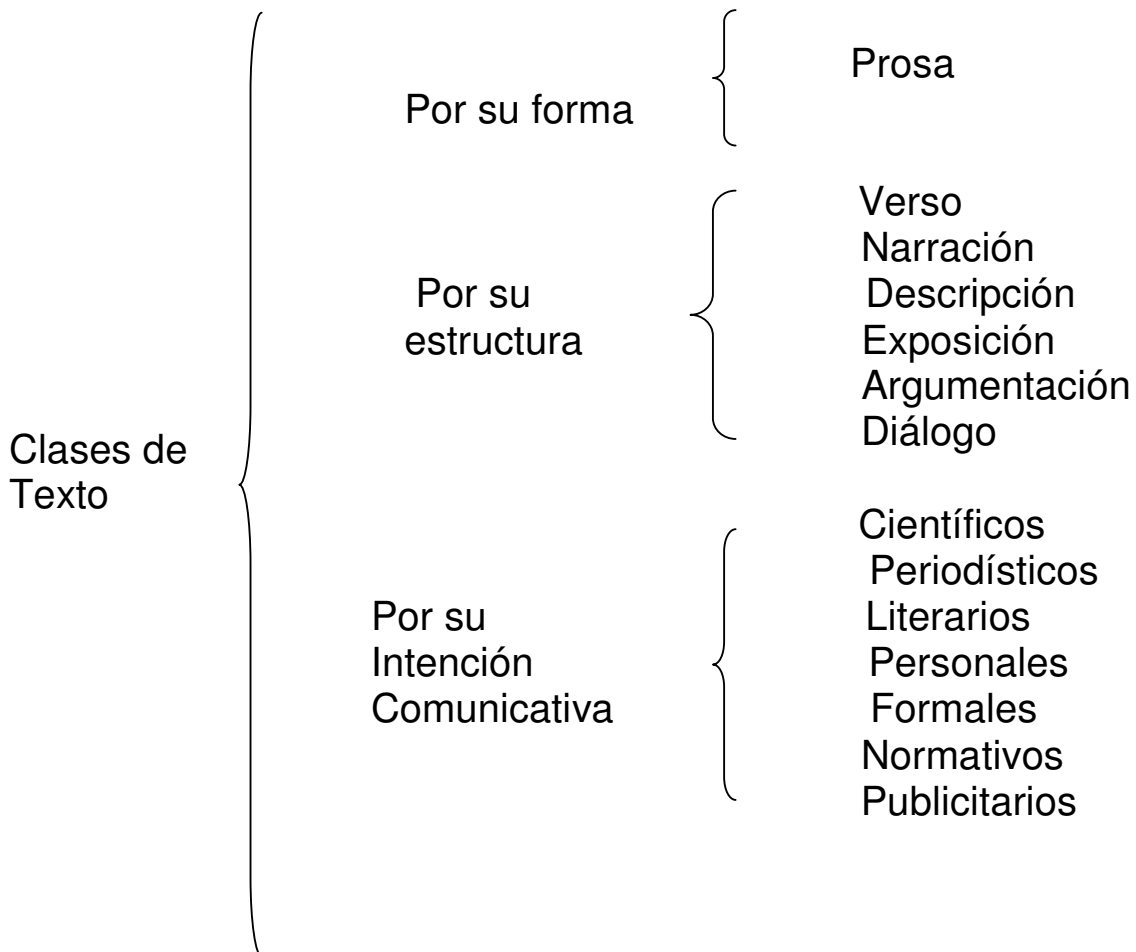 Clases de
Texto
Por su forma
Prosa
Por su
estructura
Verso
Narración
Descripción
Exposición
Argumentación
Diálogo
Por su
Intención
Comunicativa
Científicos
Periodísticos
Literarios
Personales
Formales
Normativos
Publicitarios